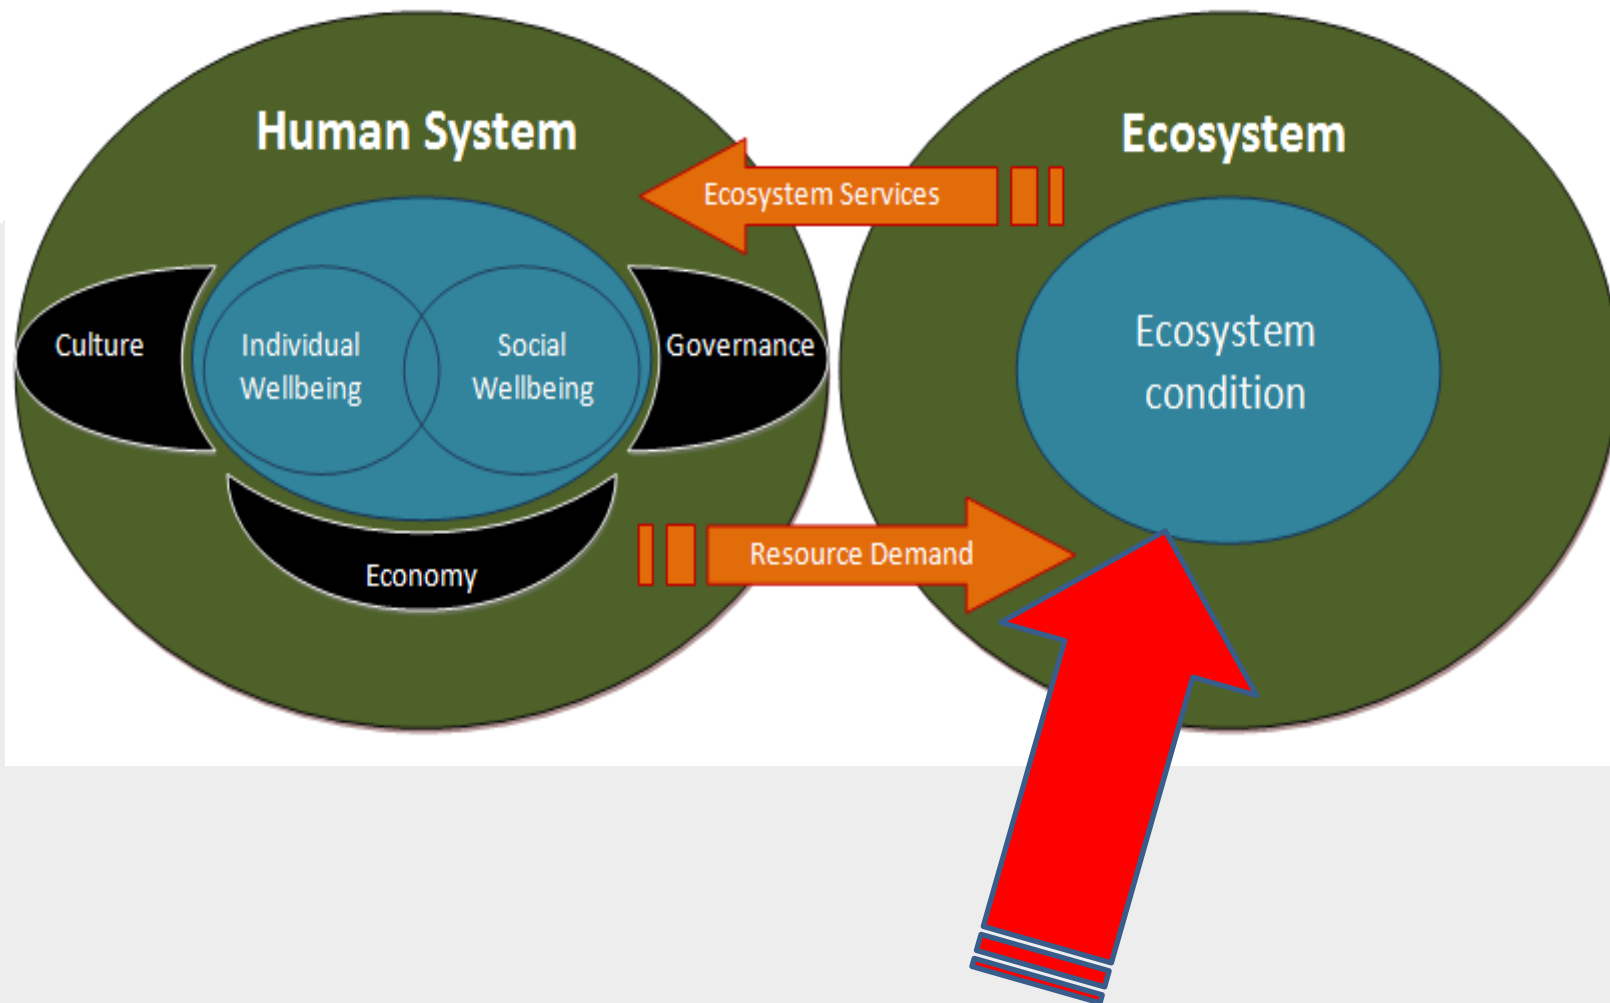 Human System
Ecosystem
Ecosystem Services
Culture
Individual
Wellbeing
Social
Wellbeing
Governance
Ecosystem
condition
Resource Demand
Economy